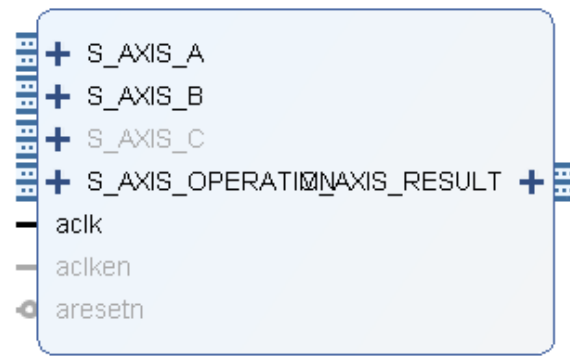 S_AXIS_A
S_AXIS_B
S_AXIS_C
S_AXIS_OPERATION M_AXIS_RESULT
aclk
aclken
aresetn